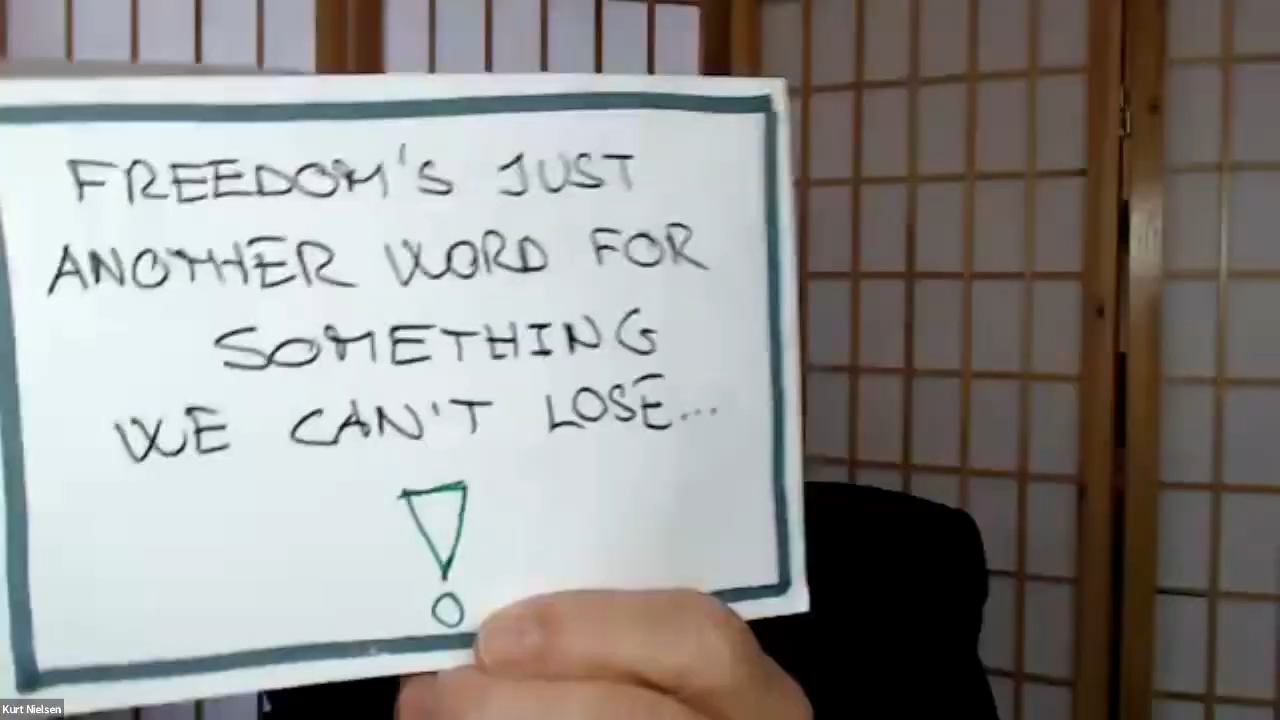 FREEDOM'S JUST
ANOTHER WORD FOR
SOMETHING
WE CAN'T LOSE...
!
Kurt Nielsen